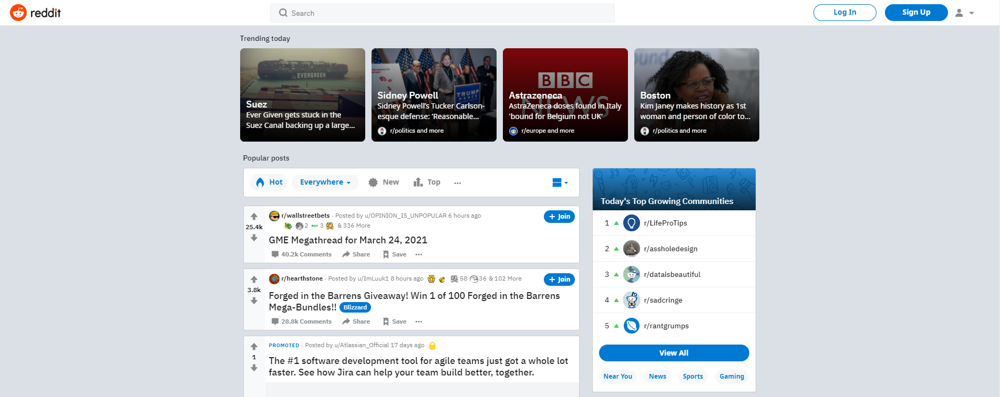 reddit
Search
Log In
Sign Up
Trending today
EVERGREEN
Suez
Ever Given gets stuck in the
Suez Canal backing up a large...
TRUMP
PENCE
Sidney Powell
Sidney Powell's Tucker Carlson-
esque defense: 'Reasonable...
r/politics and more
BBC
NEWS
Astrazeneca
AstraZeneca doses found in Italy
'bound for Belgium not UK'
r/europe and more
Boston
Kim Janey makes history as 1st
woman and person of color to...
r/politics and more
Popular posts
Hot
Everywhere
New
Top
...
r/wallstreetbets · Posted by u/OPINION_IS_UNPOPULAR 6 hours ago
2 BUY 3 & 336 More
+ Join
25.4k
GME Megathread for March 24, 2021
40.2k Comments Share Save ...
r/hearthstone · Posted by u/ImLuuk1 8 hours ago 58 36 & 102 More
+ Join
3.8k
Forged in the Barrens Giveaway! Win 1 of 100 Forged in the Barrens
Mega-Bundles!! Blizzard
28.8k Comments Share Save ...
PROMOTED · Posted by u/Atlassian_Official 17 days ago
1
The #1 software development tool for agile teams just got a whole lot
faster. See how Jira can help your team build better, together.
Today's Top Growing Communities
1 r/LifeProTips
2 r/assholedesign
3 r/dataisbeautiful
4 r/sadcringe
5 r/rantgrumps
View All
Near You News Sports Gaming